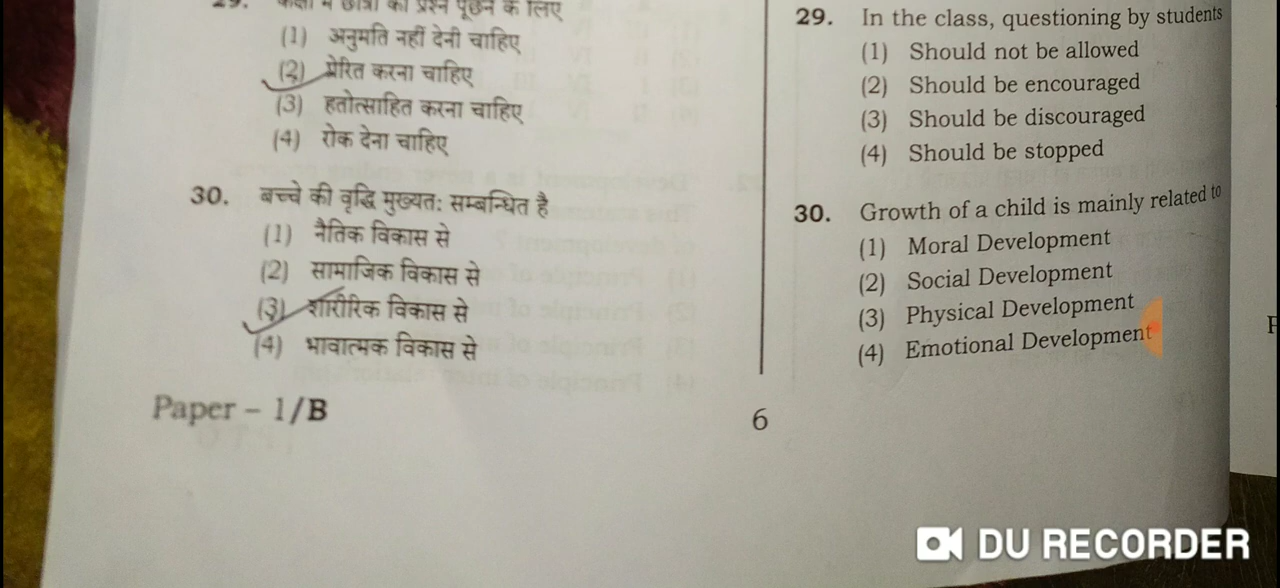 29. कक्षा में छात्रों को प्रश्न पूछने के लिए
(1) अनुमति नहीं देनी चाहिए
(2) प्रेरित करना चाहिए
(3) हतोत्साहित करना चाहिए
(4) रोक देना चाहिए
30. बच्चे की वृद्धि मुख्यत: सम्बन्धित है
(1) नैतिक विकास से
(2) सामाजिक विकास से
(3) शारीरिक विकास से
(4) भावात्मक विकास से
Paper - 1/B
29. In the class, questioning by students
(1) Should not be allowed
(2) Should be encouraged
(3) Should be discouraged
(4) Should be stopped
30. Growth of a child is mainly related to
(1) Moral Development
(2) Social Development
(3) Physical Development
(4) Emotional Development
6
DU RECORDER